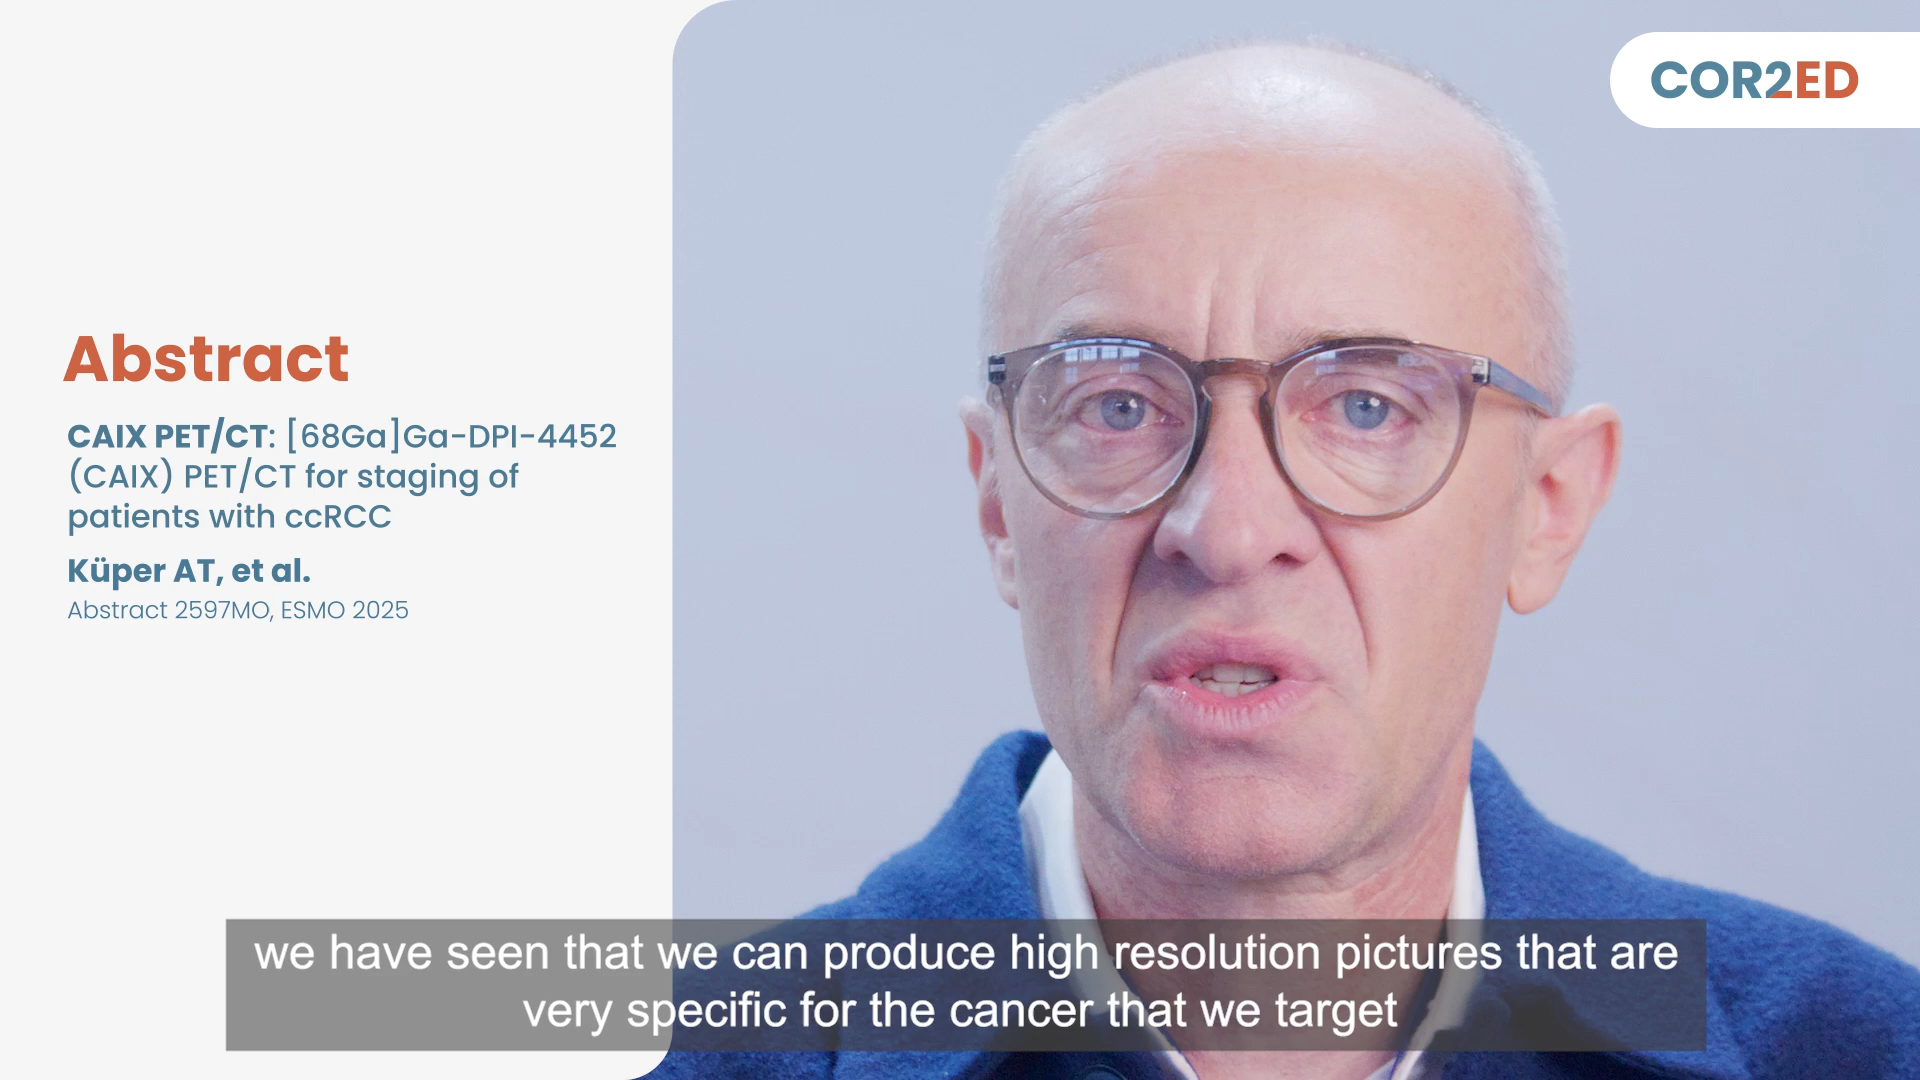 COR2ED
Abstract
CAIX PET/CT: [68Ga]Ga-DPI-4452
(CAIX) PET/CT for staging of
patients with ccRCC
Küper AT, et al.
Abstract 2597MO, ESMO 2025
we have seen that we can produce high resolution pictures that are
very specific for the cancer that we target